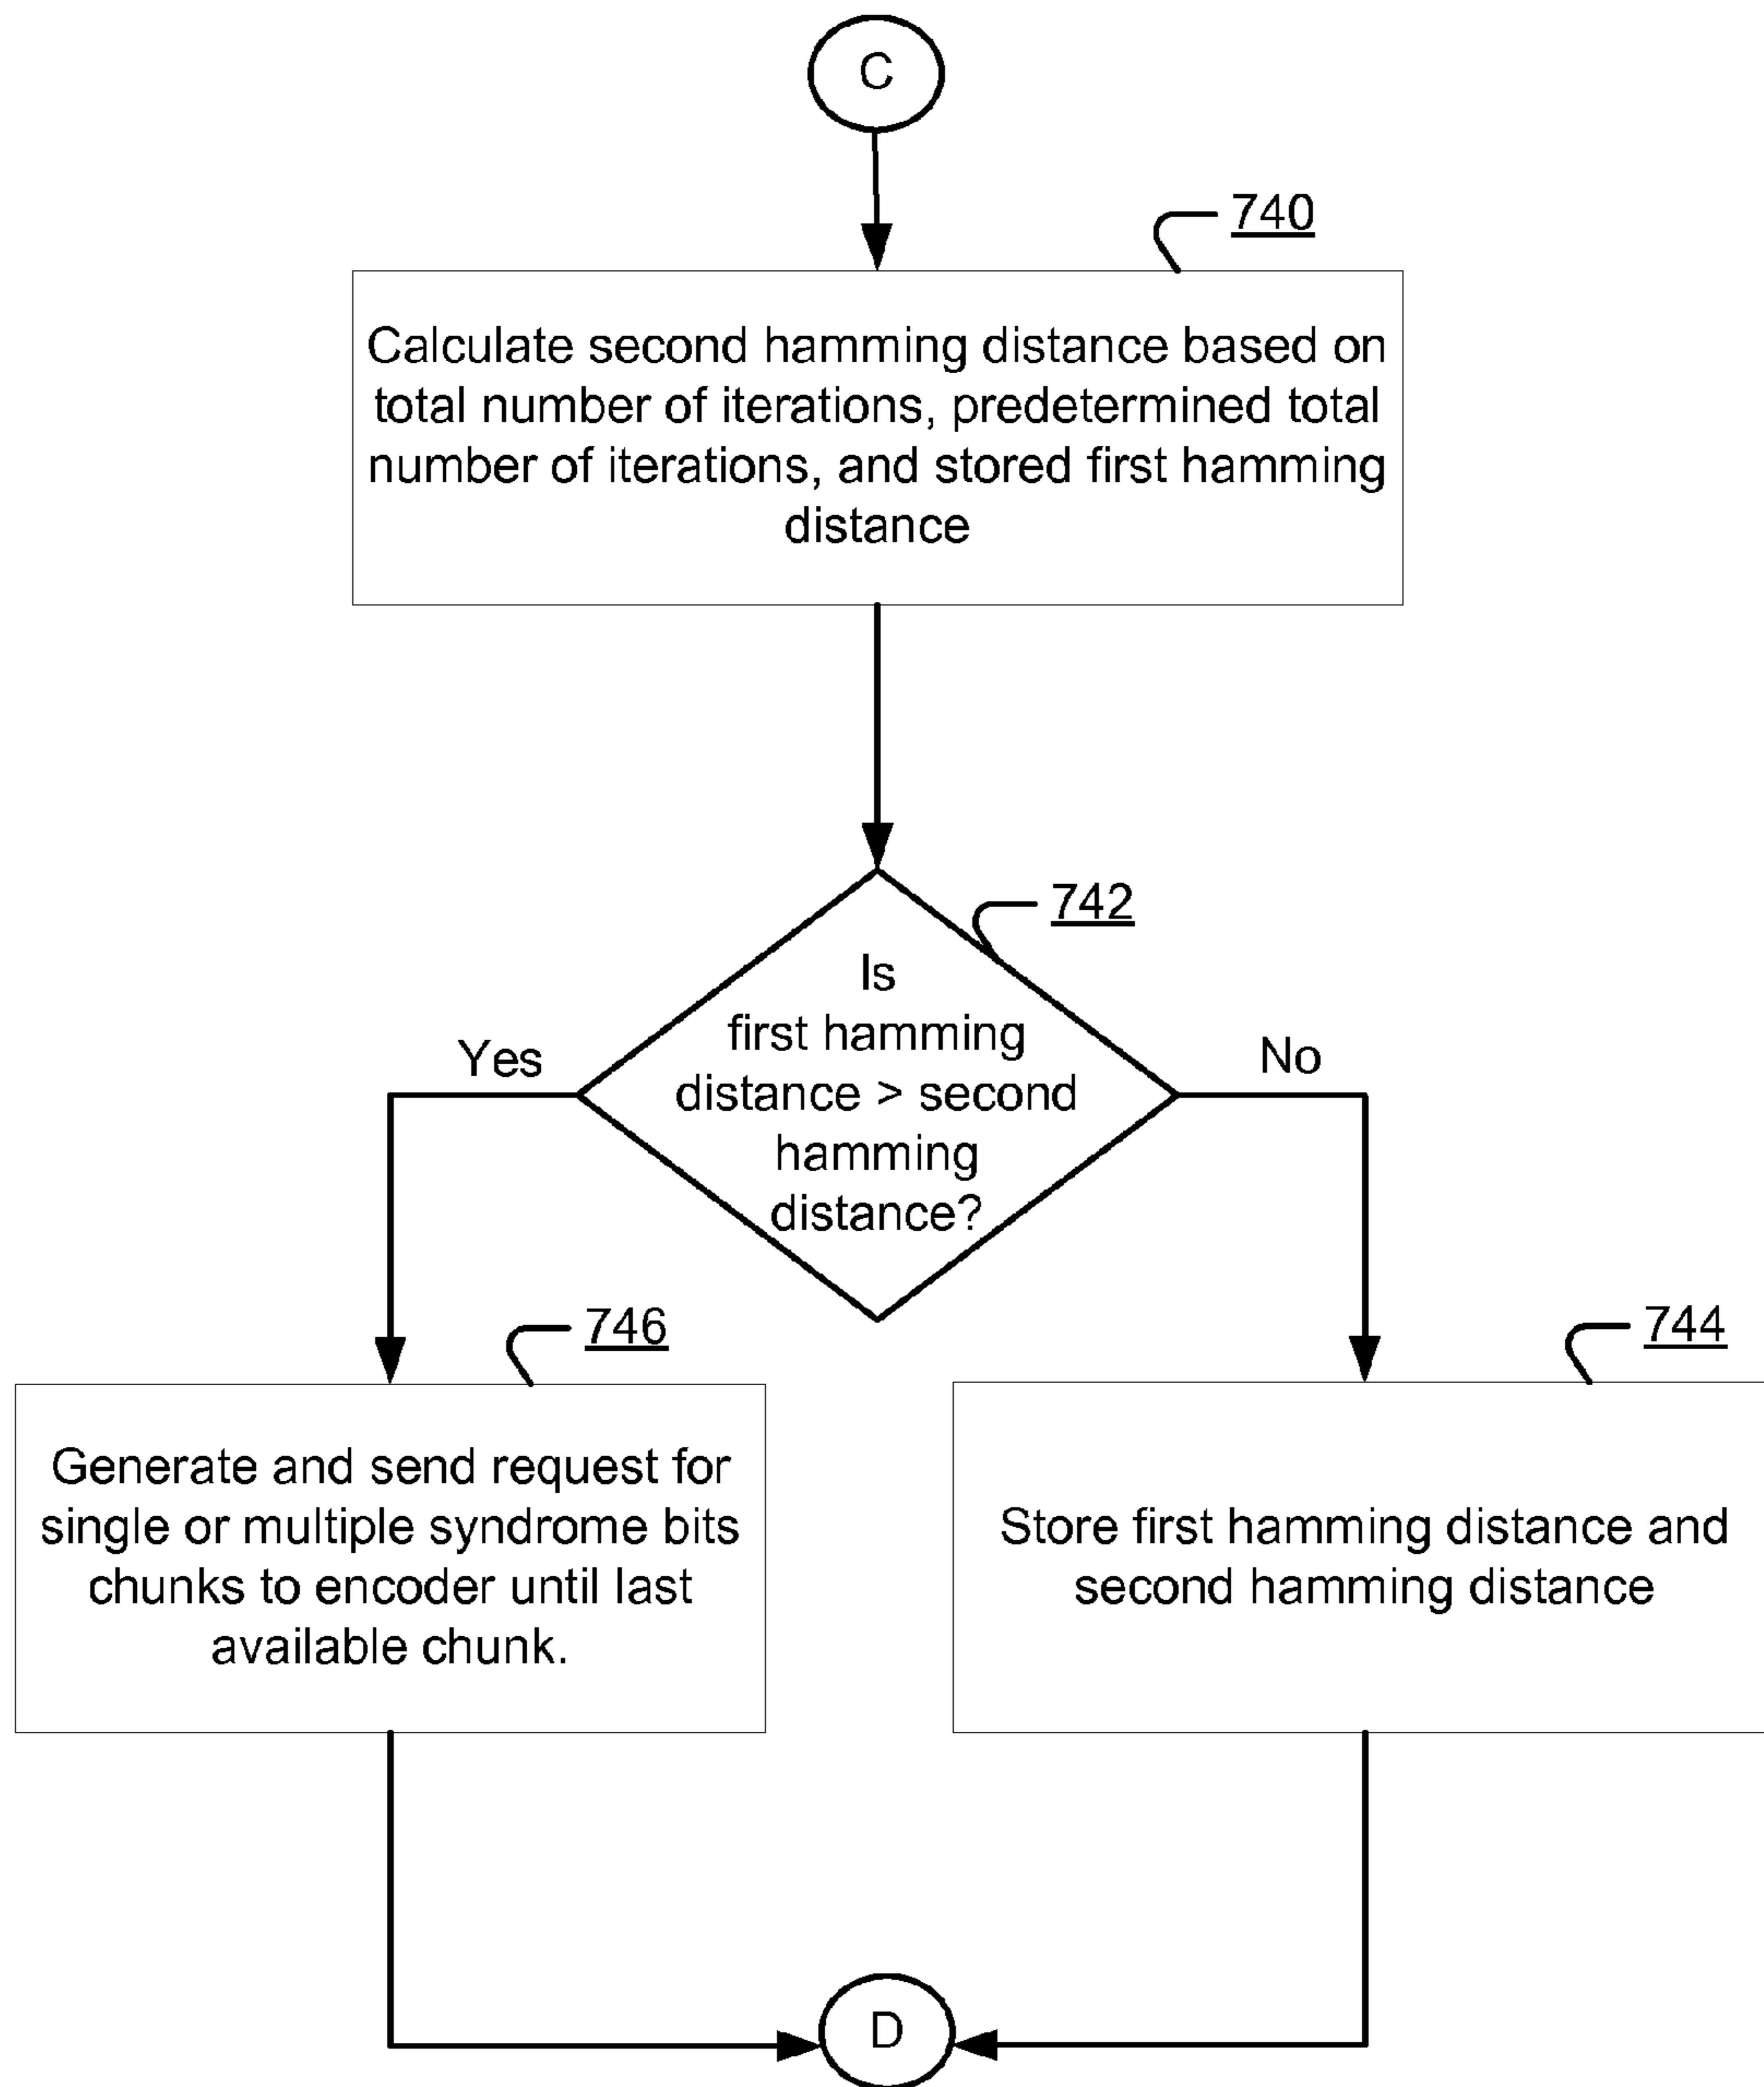 C
740
Calculate second hamming distance based on
total number of iterations, predetermined total
number of iterations, and stored first hamming
distance
742
Is
first hamming
distance > second
hamming
distance?
Yes
No
746
744
Generate and send request for
single or multiple syndrome bits
chunks to encoder until last
available chunk.
Store first hamming distance and
second hamming distance
D